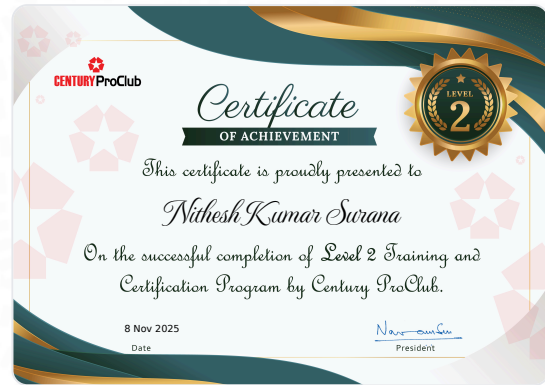 CENTURY ProClub
LEVEL
2
Certificate
OF ACHIEVEMENT
This certificate is proudly presented to
Nithesh Kumar Surana
On the successful completion of Level 2 Training and
Certification Program by Century ProClub.
8 Nov 2025
Date
President